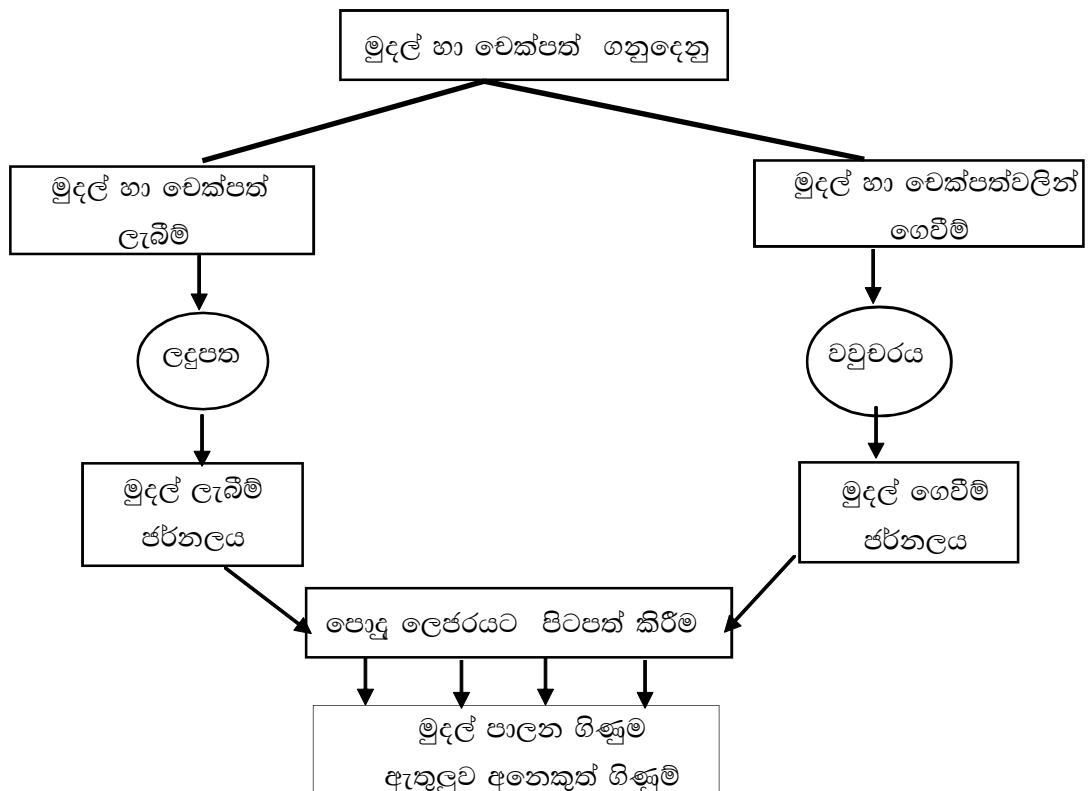 මුදල් හා චෙක්පත් ගනුදෙනු
මුදල් හා චෙක්පත්
ලැබීම්
මුදල් හා චෙක්පත්වලින්
ගෙවීම්
ලදුපත
වවුචරය
මුදල් ලැබීම්
ජර්නලය
මුදල් ගෙවීම්
ජර්නලය
පොදු ලෙජරයට පිටපත් කිරීම
මුදල් පාලන ගිණුම
ඇතුලුව අනෙකුත් ගිණුම්